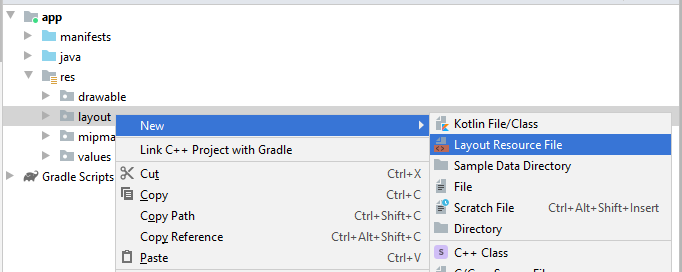 app
manifests
java
res
drawable
layout
mipma
values
Gradle Scripts
New
Link C++ Project with Gradle
Cut Ctrl+X
Copy Ctrl+C
Copy Path Ctrl+Shift+C
Copy Reference Ctrl+Alt+Shift+C
Paste Ctrl+V
Kotlin File/Class
Layout Resource File
Sample Data Directory
File
Scratch File Ctrl+Alt+Shift+Insert
Directory
S C++ Class